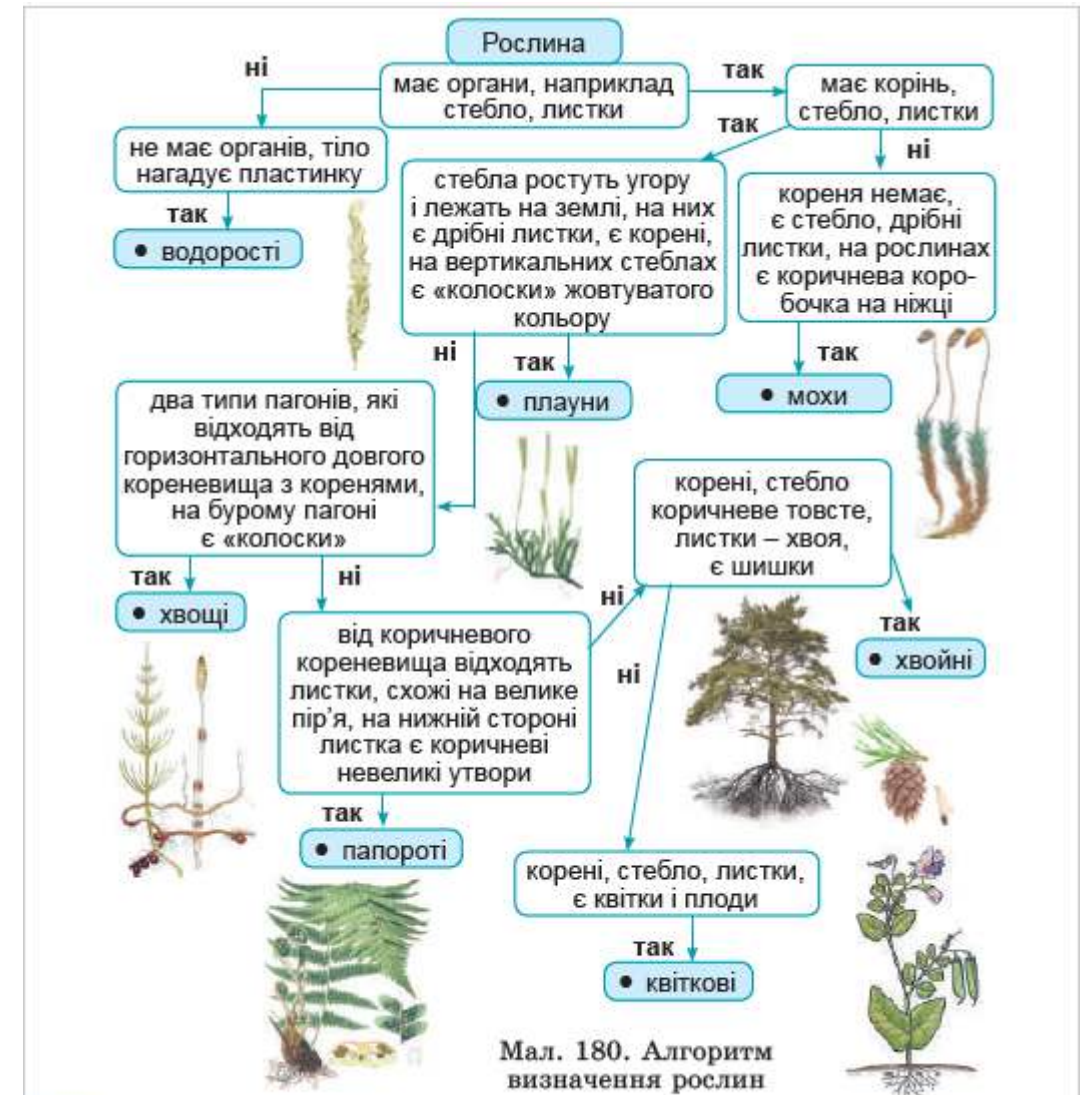 Рослина
ні
має органи, наприклад
стебло, листки
так
має корінь,
стебло, листки
не має органів, тіло
нагадує пластинку
так
• водорості
так
стебла ростуть угору
і лежать на землі, на них
є дрібні листки, є корені,
на вертикальних стеблах
є «колоски» жовтуватого
кольору
ні
кореня немає,
є стебло, дрібні
листки, на рослинах
є коричнева коро-
бочка на ніжці
так
• мохи
так
• плауни
ні
два типи пагонів, які
відходять від
горизонтального довгого
кореневища з коренями,
на бурому пагоні
є «колоски»
так
• хвощі
ні
від коричневого
кореневища відходять
листки, схожі на велике
пір’я, на нижній стороні
листка є коричневі
невеликі утвори
так
• папороті
ні
корені, стебло
коричневе товсте,
листки – хвоя,
є шишки
так
• хвойні
ні
корені, стебло, листки,
є квітки і плоди
так
• квіткові
Мал. 180. Алгоритм
визначення рослин